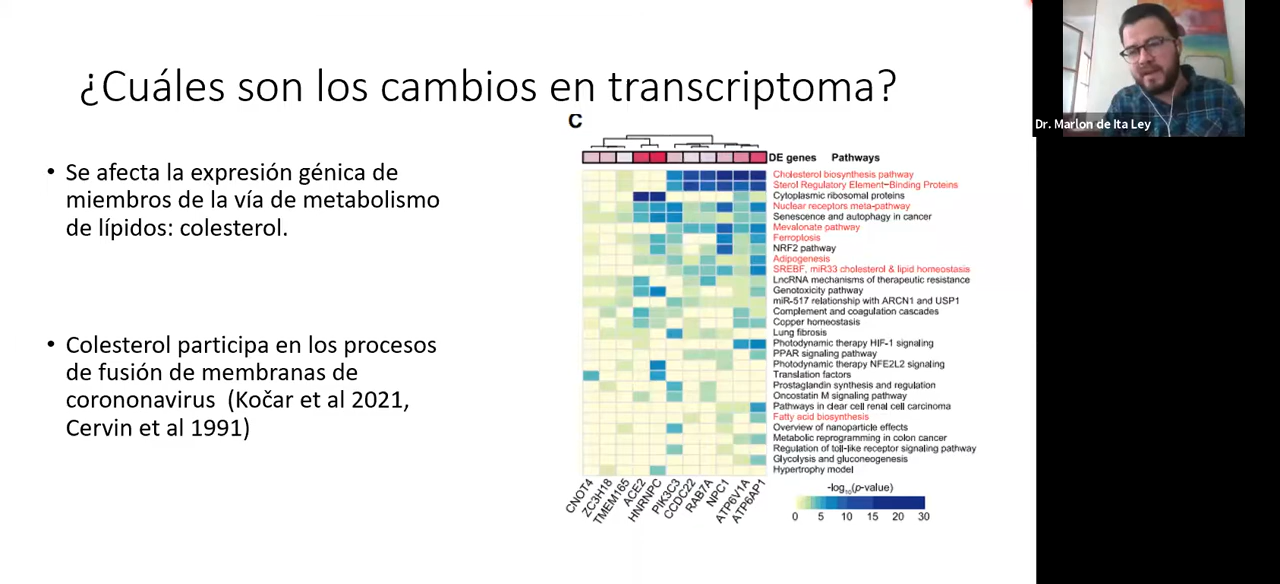 ¿Cuáles son los cambios en transcriptoma?
• Se afecta la expresión génica de
miembros de la vía de metabolismo
de lípidos: colesterol.
• Colesterol participa en los procesos
de fusión de membranas de
corononavirus (Kočar et al 2021,
Cervin et al 1991)
C
DE genes Pathways
Cholesterol biosynthesis pathway
Sterol Regulatory Element−Binding Proteins
Cytoplasmic ribosomal proteins
Nuclear receptors meta-pathway
Senescence and autophagy in cancer
Mevalonate pathway
Ferroptosis
NRF2 pathway
Adipogenesis
SREBF, miR33 cholesterol & lipid homeostasis
LncRNA mechanisms of therapeutic resistance
Genotoxicity pathway
miR-517 relationship with ARCN1 and USP1
Complement and coagulation cascades
Copper homeostasis
Lung fibrosis
Photodynamic therapy HIF-1 signaling
PPAR signaling pathway
Photodynamic therapy NFE2L2 signaling
Translation factors
Prostaglandin synthesis and regulation
Oncostatin M signaling pathway
Pathways in clear cell renal cell carcinoma
Fatty acid biosynthesis
Overview of nanoparticle effects
Metabolic reprogramming in colon cancer
Regulation of toll-like receptor signaling pathway
Glycolysis and gluconeogenesis
Hypertrophy model
CNOT4
ZC3H18
TMEM165
ACE2
HNRNPC
PIK3C3
CCDC22
RAB7A
NPC1
ATP6V1A
ATP6AP1
-log10(p-value)
0 5 10 15 20 30
Dr. Marlon de Ita Ley